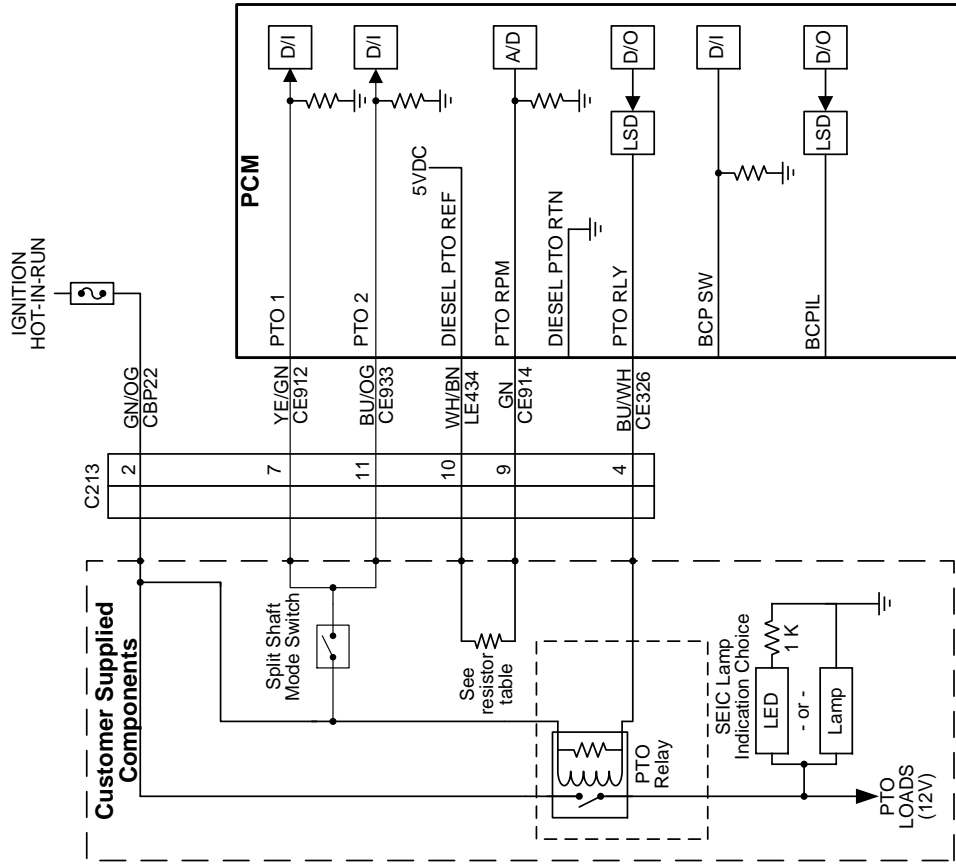 IGNITION
HOT-IN-RUN
PCM
C213
2
GN/OG
CBP22
7
YE/GN
CE912
PTO 1
D/I
11
BU/OG
CE933
PTO 2
D/I
10
WH/BN
LE434
DIESEL PTO REF
5VDC
9
GN
CE914
PTO RPM
A/D
DIESEL PTO RTN
4
BU/WH
CE326
PTO RLY
LSD
D/O
BCP SW
D/I
BCPIL
LSD
D/O
Customer Supplied
Components
Split Shaft
Mode Switch
See
resistor
table
PTO
Relay
SEIC Lamp
Indication Choice
LED
1 K
- or -
Lamp
PTO
LOADS
(12V)